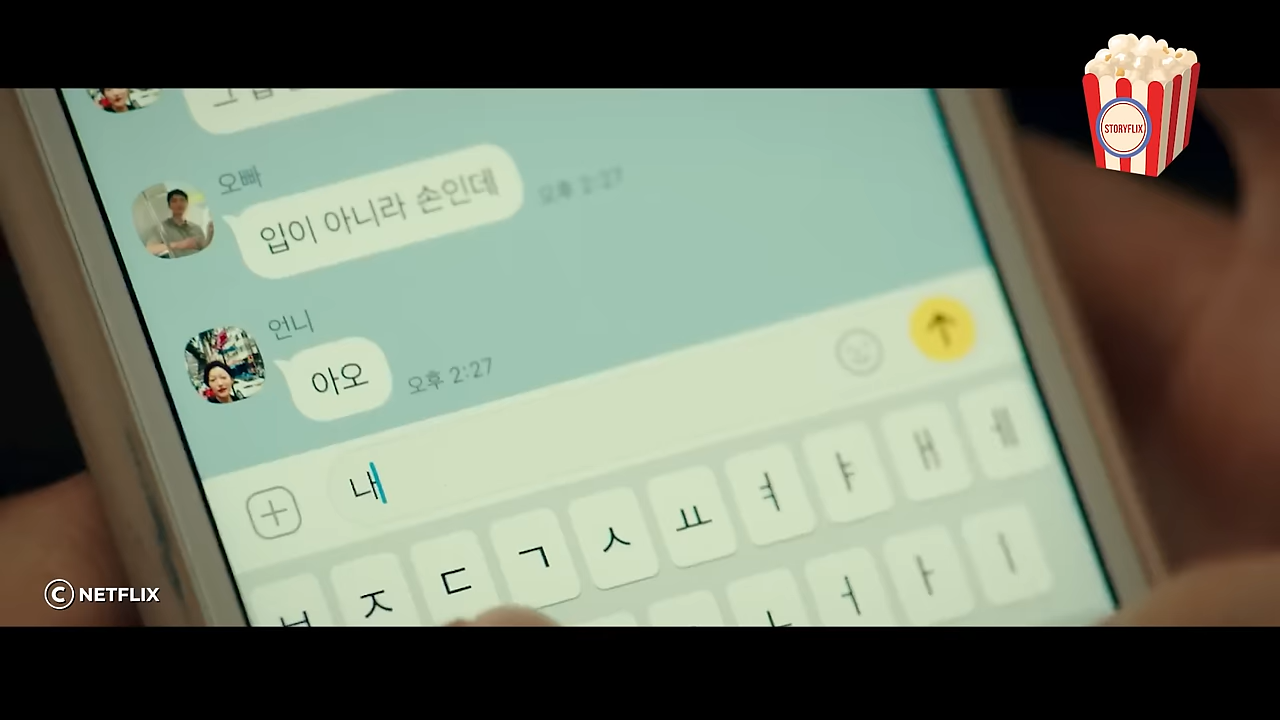 STORYFLIX
오빠
입이 아니라 손인데
오후 2:27
언니
아오
오후 2:27
내
ㅂ ㅈ ㄷ ㄱ ㅅ ㅛ ㅕ ㅑ ㅐ ㅔ
ㅗ ㅓ ㅏ ㅣ
© NETFLIX